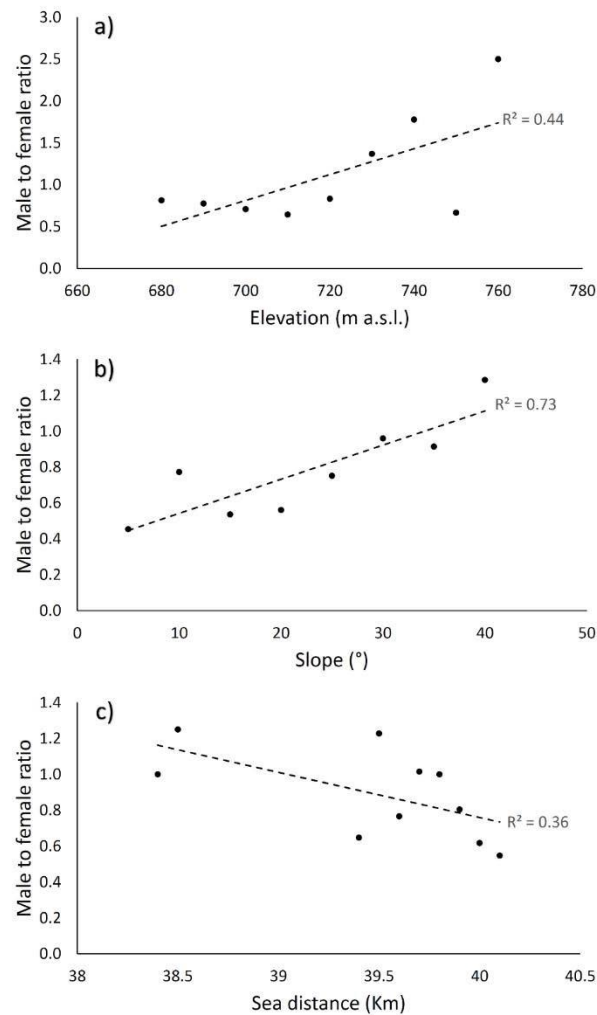 a)
Male to female ratio
3.0
2.5
2.0
1.5
1.0
0.5
0.0
R² = 0.44
660 680 700 720 740 760 780
Elevation (m a.s.l.)
b)
Male to female ratio
1.4
1.2
1.0
0.8
0.6
0.4
0.2
0.0
R² = 0.73
0 10 20 30 40 50
Slope (°)
c)
Male to female ratio
1.4
1.2
1.0
0.8
0.6
0.4
0.2
0.0
R² = 0.36
38 38.5 39 39.5 40 40.5
Sea distance (Km)